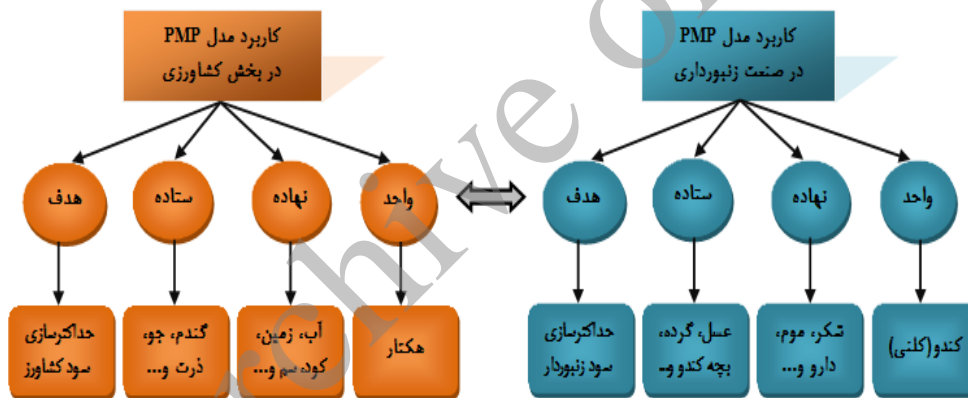 کاربرد مدل PMP
در صنعت زنبورداری
واحد
نهاده
ستاده
هدف
کندو(کلنی)
شکر، موم،
دارو و...
عسل، گرده،
بچه کندو و..
حداکثرسازی
سود زنبوردار
کاربرد مدل PMP
در بخش کشاورزی
واحد
نهاده
ستاده
هدف
هکتار
آب، زمین،
کود، سم و...
گندم، جو،
ذرت و...
حداکثرسازی
سود کشاورز
rchive o